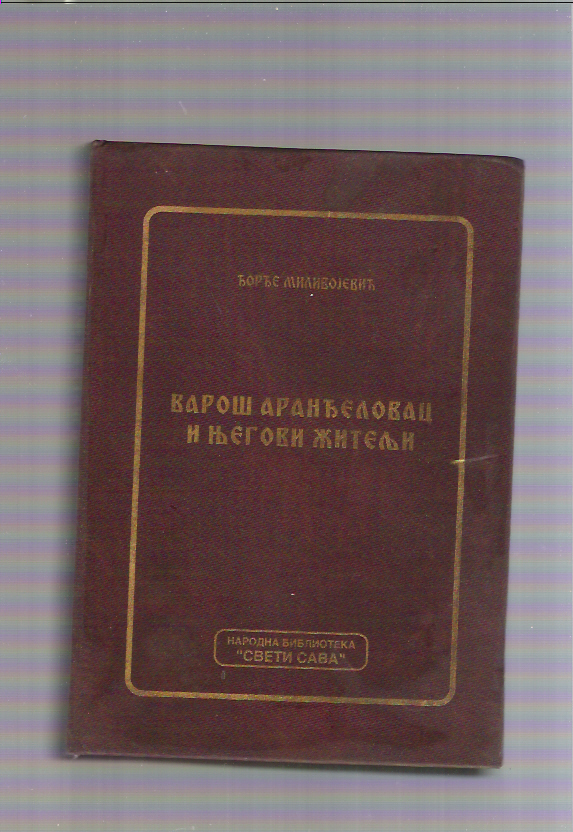 ЂОРЂЕ МИЛИВОЈЕВИЋ
ВАРОШ АРАНЂЕЛОВАЦ
И ЊЕГОВИ ЖИТЕЉИ
НАРОДНА БИБЛИОТЕКА
"СВЕТИ САВА"